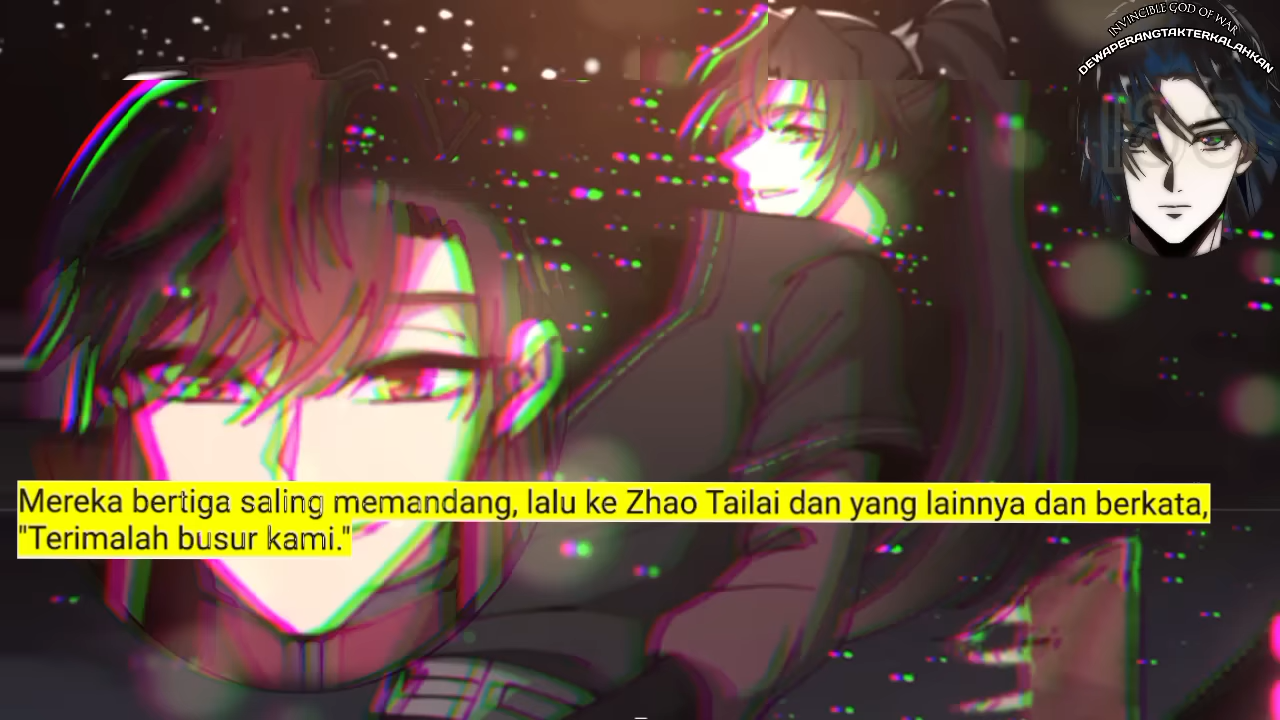 INVINCIBLE GOD OF WAR
DEWAPERANGTAKTERKALAHKAN
Mereka bertiga saling memandang, lalu ke Zhao Tailai dan yang lainnya dan berkata,
"Terimalah busur kami."